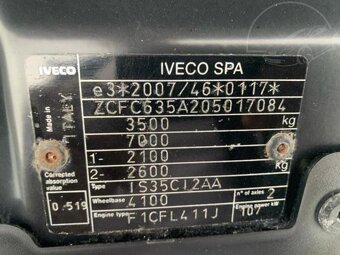 IVECO
IVECO SPA
Made in ITALY
e3*2007/46*0117*
ZCFC635A205017084
3500 kg
7000 kg
1- 2100
2- 2600 kg
Type IS35CI2AA
Corrected absorption value
0.519
Wheelbase 4100
n° of axles 2
Engine type F1CFL411J
Engine power kW 107